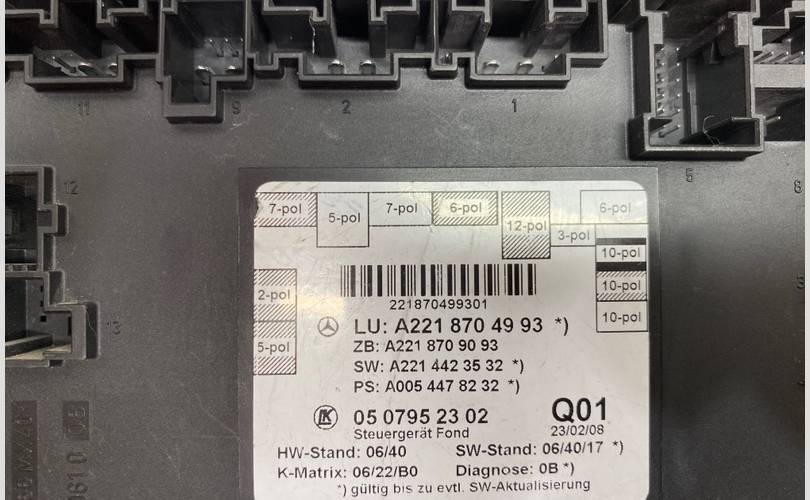 11
9
2
1
5
8
12
13
7-pol
5-pol
7-pol
6-pol
12-pol
3-pol
6-pol
10-pol
10-pol
10-pol
2-pol
5-pol
221870499301
LU: A221 870 49 93 *)
ZB: A221 870 90 93
SW: A221 442 35 32 *)
PS: A005 447 82 32 *)
LK 05 0795 23 02
Steuergerät Fond
Q01
23/02/08
HW-Stand: 06/40 SW-Stand: 06/40/17 *)
K-Matrix: 06/22/B0 Diagnose: 0B *)
*) gültig bis zu evtl. SW-Aktualisierung